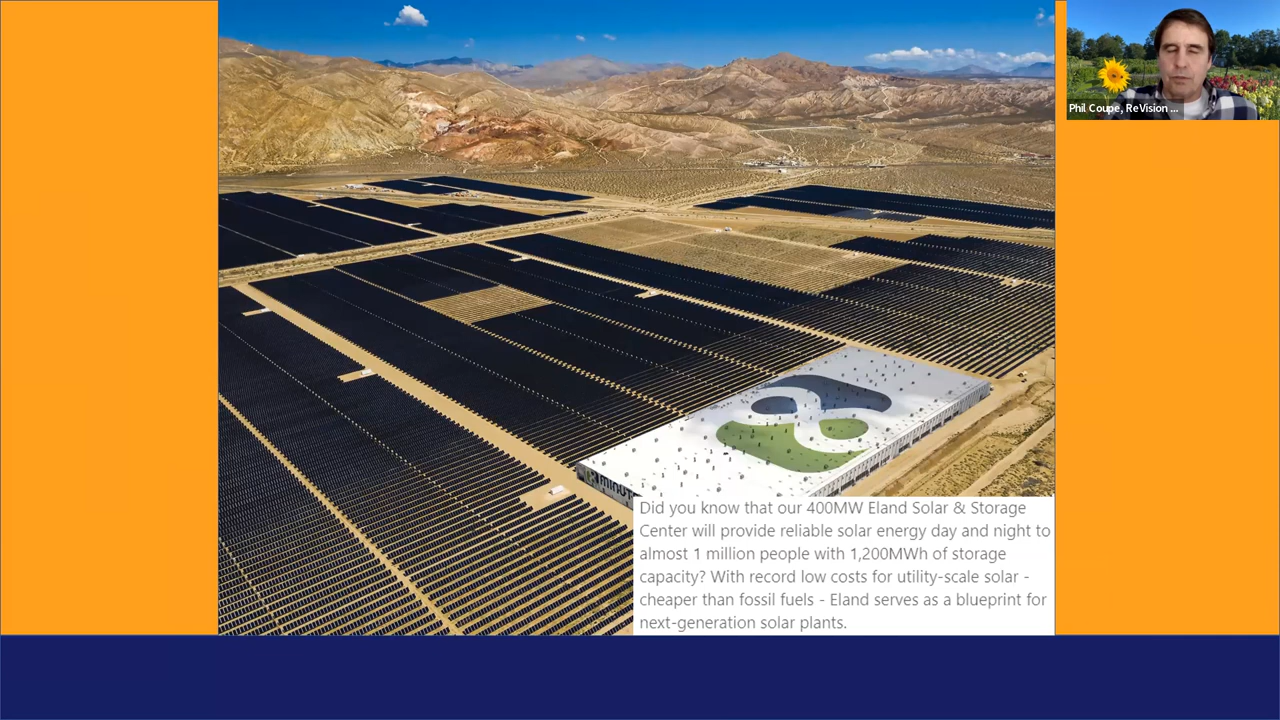 Phil Coupe, ReVision ...
Did you know that our 400MW Eland Solar & Storage
Center will provide reliable solar energy day and night to
almost 1 million people with 1,200MWh of storage
capacity? With record low costs for utility-scale solar -
cheaper than fossil fuels - Eland serves as a blueprint for
next-generation solar plants.